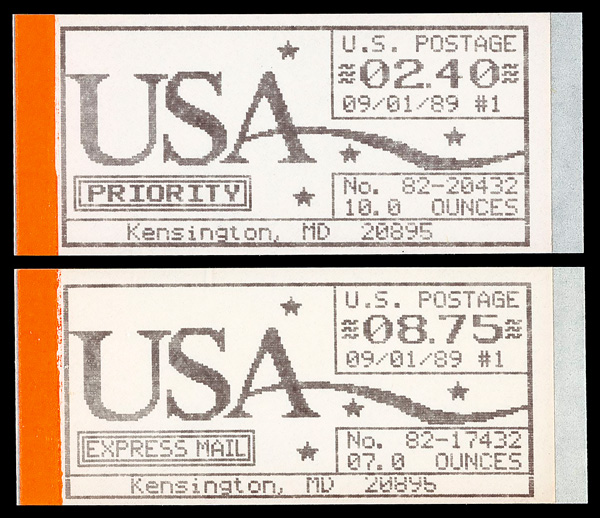 U.S. POSTAGE
≈02.40≈
09/01/89 #1
USA
PRIORITY
No. 82-20432
10.0 OUNCES
Kensington, MD 20895
U.S. POSTAGE
≈08.75≈
09/01/89 #1
USA
EXPRESS MAIL
No. 82-17432
07.0 OUNCES
Kensington, MD 20896